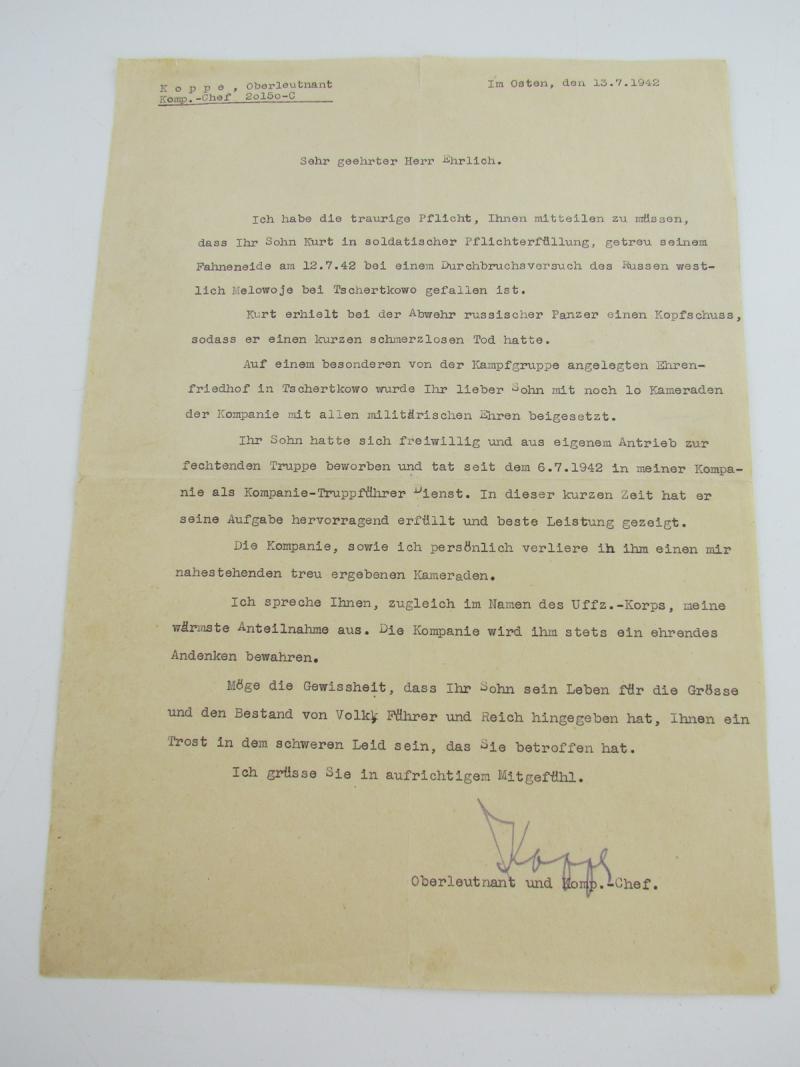 K o p p e , Oberleutnant
Komp.-Chef 2o15o-C
Im Osten, den 13.7.1942
Sehr geehrter Herr Ehrlich.
Ich habe die traurige Pflicht, Ihnen mitteilen zu müssen,
dass Ihr Sohn Kurt in soldatischer Pflichterfüllung, getreu seinem
Fahneneide am 12.7.42 bei einem Durchbruchsversuch des Russen west-
lich Melowoje bei Tschertkowo gefallen ist.
Kurt erhielt bei der Abwehr russischer Panzer einen Kopfschuss,
sodass er einen kurzen schmerzlosen Tod hatte.
Auf einem besonderen von der Kampfgruppe angelegten Ehren-
friedhof in Tschertkowo wurde Ihr lieber Sohn mit noch lo Kameraden
der Kompanie mit allen militärischen Ehren beigesetzt.
Ihr Sohn hatte sich freiwillig und aus eigenem Antrieb zur
fechtenden Truppe beworben und tat seit dem 6.7.1942 in meiner Kompa-
nie als Kompanie-Truppführer Dienst. In dieser kurzen Zeit hat er
seine Aufgabe hervorragend erfüllt und beste Leistung gezeigt.
Die Kompanie, sowie ich persönlich verliere ih ihm einen mir
nahestehenden treu ergebenen Kameraden.
Ich spreche Ihnen, zugleich im Namen des Uffz.-Korps, meine
wärmste Anteilnahme aus. Die Kompanie wird ihm stets ein ehrendes
Andenken bewahren.
Möge die Gewissheit, dass Ihr Sohn sein Leben für die Grösse
und den Bestand von Volk, Führer und Reich hingegeben hat, Ihnen ein
Trost in dem schweren Leid sein, das Sie betroffen hat.
Ich grüsse Sie in aufrichtigem Mitgefühl.
Koppe
Oberleutnant und Komp.-Chef.